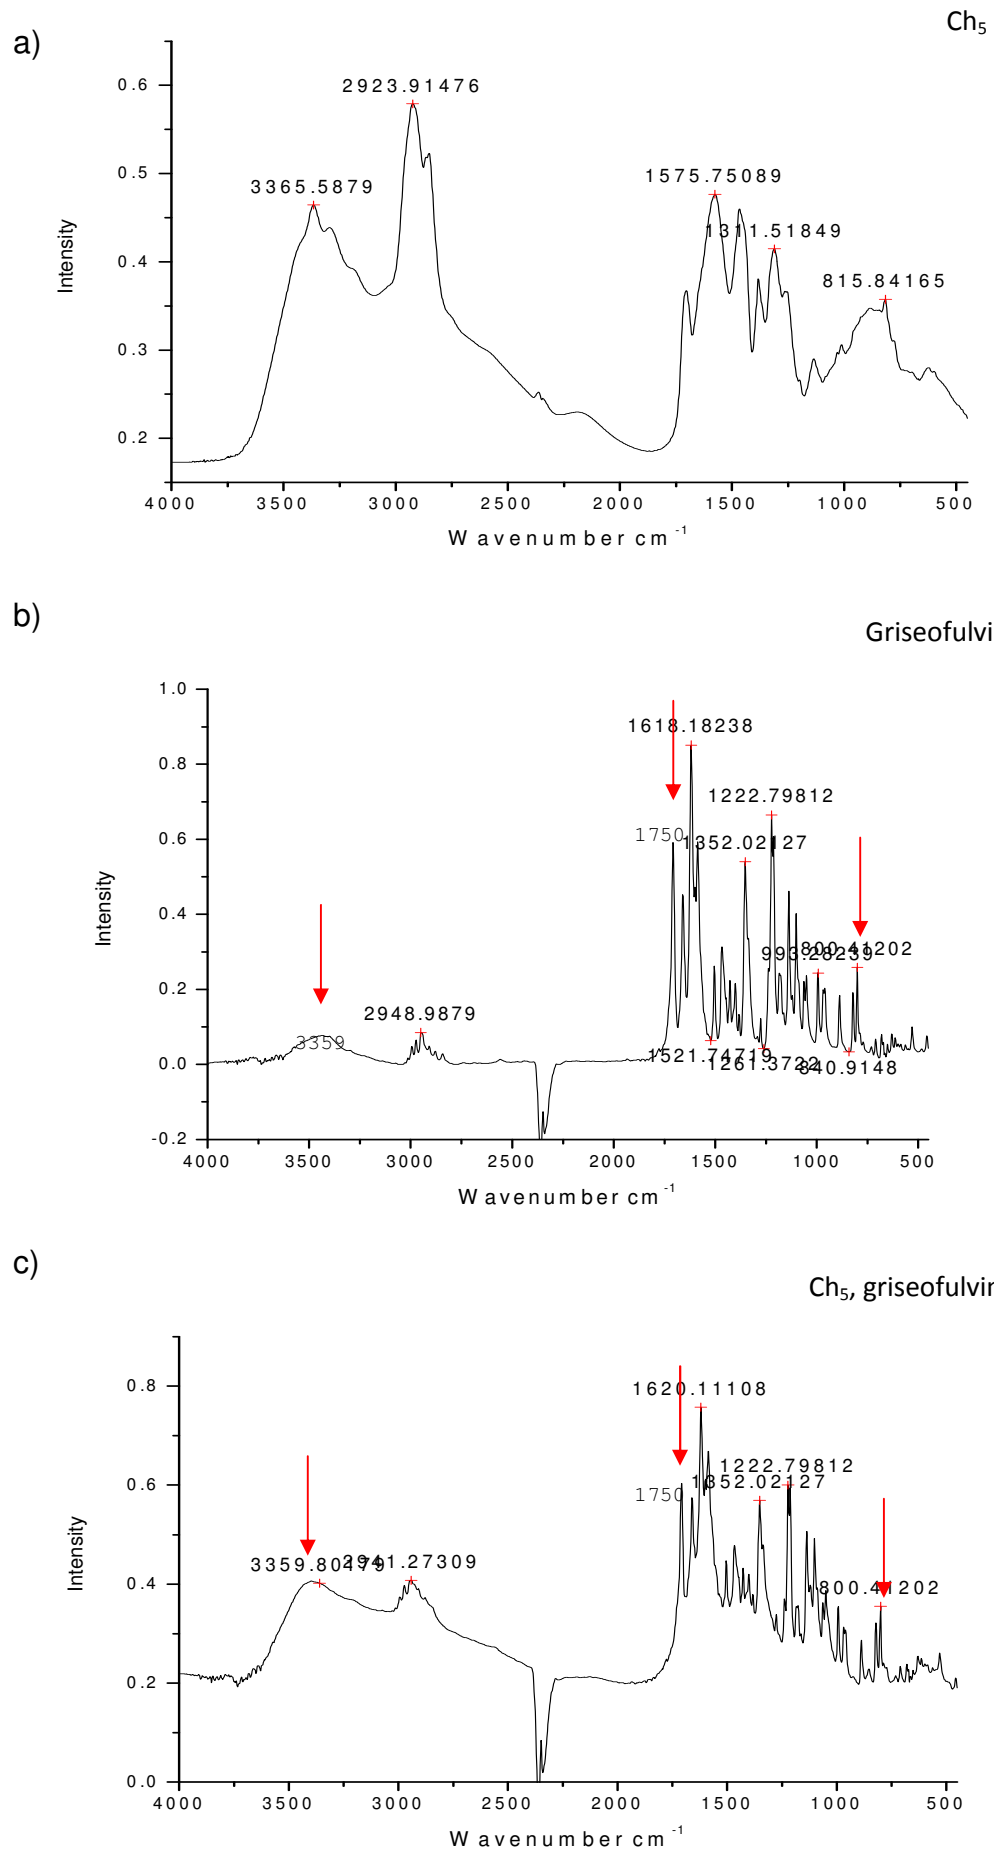 a)
Ch5
0.6
0.5
0.4
0.3
0.2
Intensity
2923.91476
3365.5879
1575.75089
1311.51849
815.84165
4000 3500 3000 2500 2000 1500 1000 500
Wavenumber cm-1
b)
Griseofulvi
1.0
0.8
0.6
0.4
0.2
0.0
-0.2
Intensity
1618.18238
1222.79812
1750
1352.02127
800.41202
993.28239
2948.9879
3359
1521.74719
1261.3722
840.9148
4000 3500 3000 2500 2000 1500 1000 500
Wavenumber cm-1
c)
Ch5, griseofulvin
0.8
0.6
0.4
0.2
0.0
Intensity
1620.11108
1222.79812
1352.02127
1750
3359.80179
2941.27309
800.41202
4000 3500 3000 2500 2000 1500 1000 500
Wavenumber cm-1